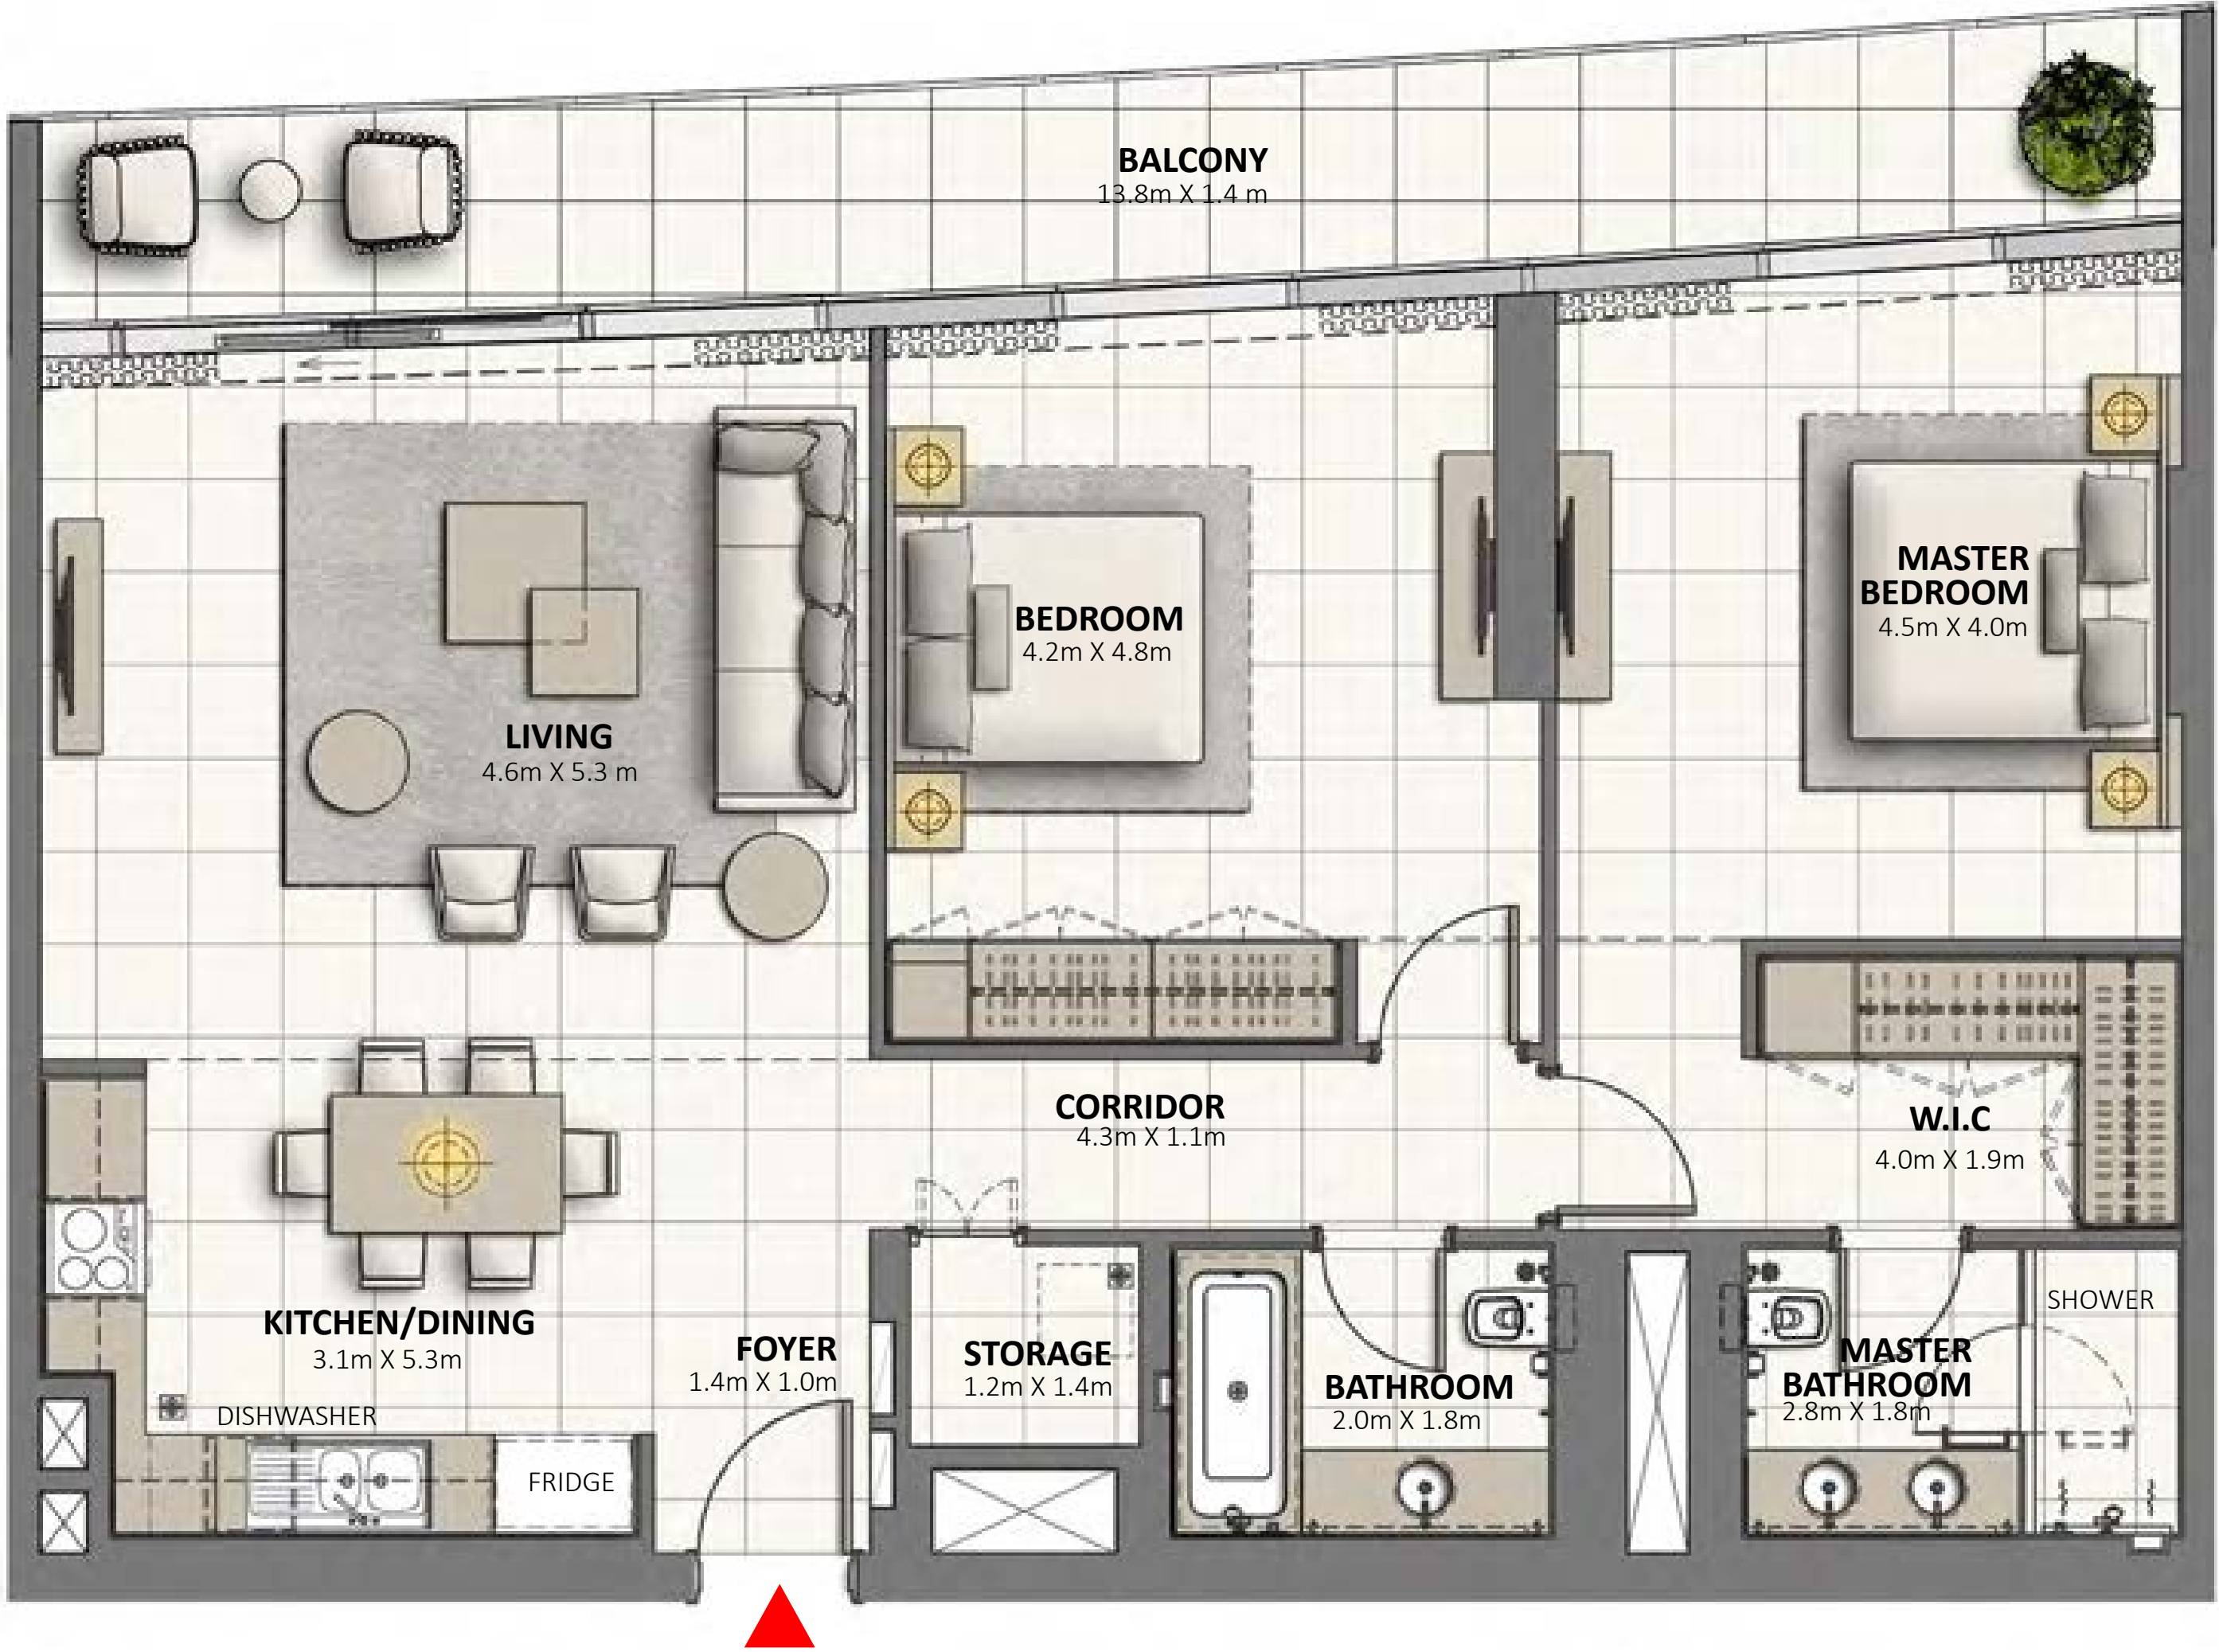 BALCONY
13.8m X 1.4 m
MASTER
BEDROOM
4.5m X 4.0m
BEDROOM
4.2m X 4.8m
LIVING
4.6m X 5.3 m
CORRIDOR
4.3m X 1.1m
W.I.C
4.0m X 1.9m
KITCHEN/DINING
3.1m X 5.3m
FOYER
1.4m X 1.0m
STORAGE
1.2m X 1.4m
BATHROOM
2.0m X 1.8m
MASTER
BATHROOM
2.8m X 1.8m
SHOWER
DISHWASHER
FRIDGE